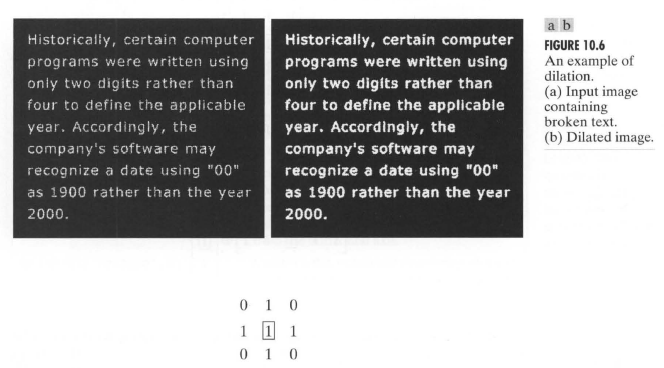 Historically, certain computer
programs were written using
only two digits rather than
four to define the applicable
year. Accordingly, the
company's software may
recognize a date using "00"
as 1900 rather than the year
2000.
Historically, certain computer
programs were written using
only two digits rather than
four to define the applicable
year. Accordingly, the
company's software may
recognize a date using "00"
as 1900 rather than the year
2000.
a b
FIGURE 10.6
An example of
dilation.
(a) Input image
containing
broken text.
(b) Dilated image.
0 1 0
1 1 1
0 1 0